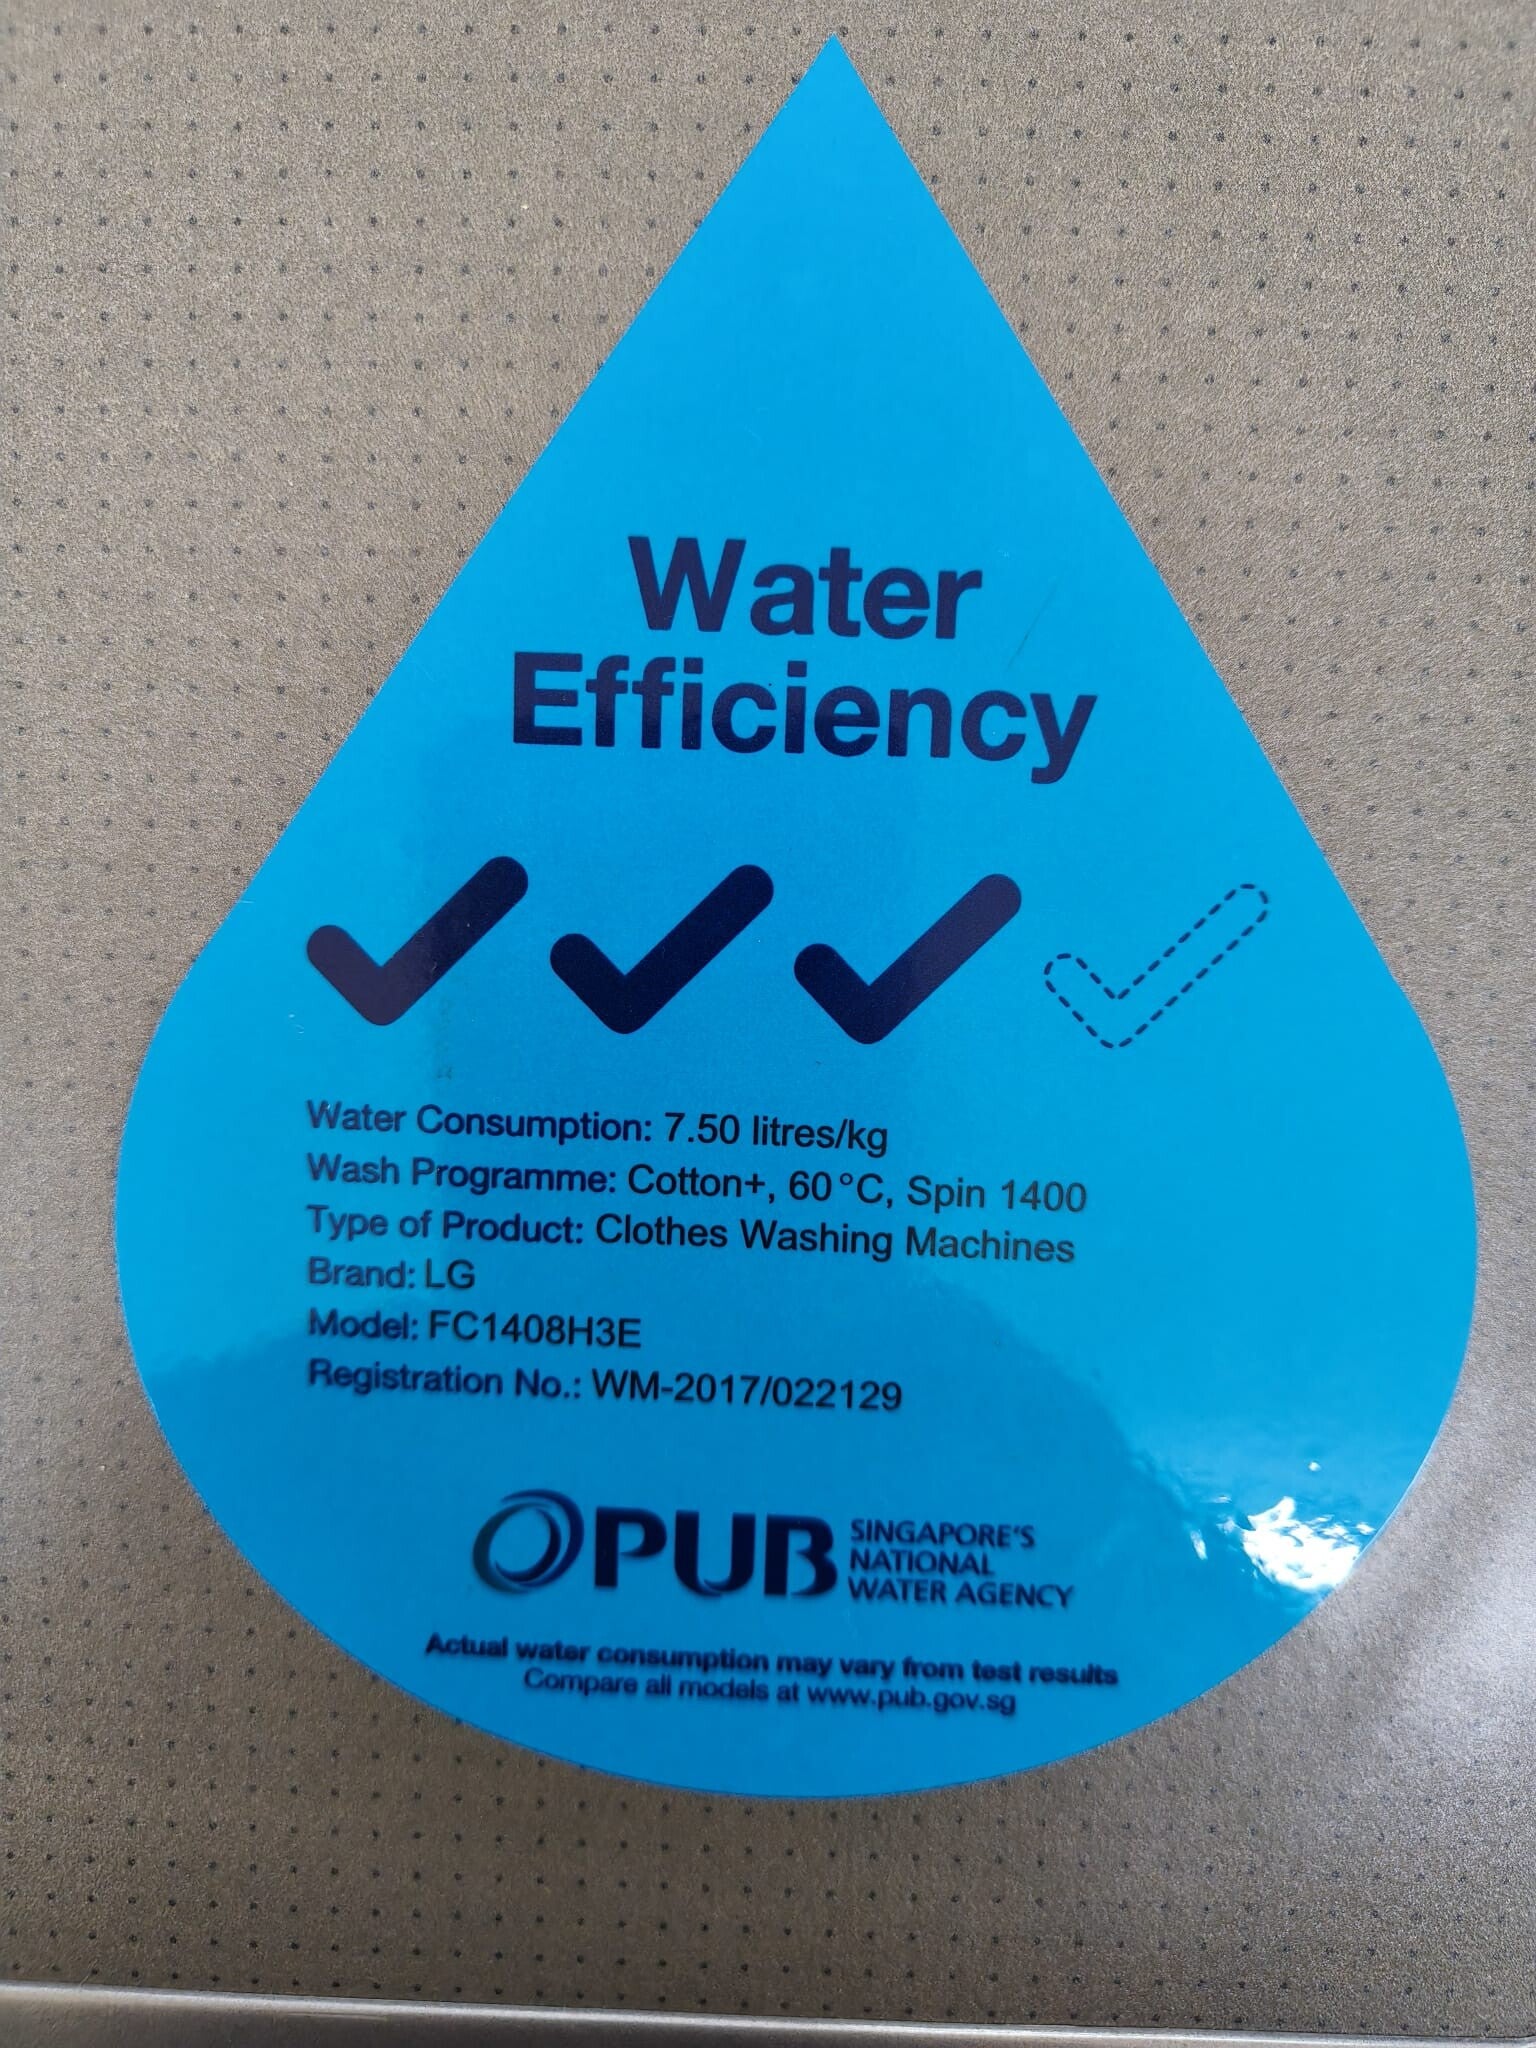 Water
Efficiency
Water Consumption: 7.50 litres/kg
Wash Programme: Cotton+, 60°C, Spin 1400
Type of Product: Clothes Washing Machines
Brand: LG
Model: FC1408H3E
Registration No.: WM-2017/022129
PUB SINGAPORE'S
NATIONAL
WATER AGENCY
Actual water consumption may vary from test results
Compare all models at www.pub.gov.sg